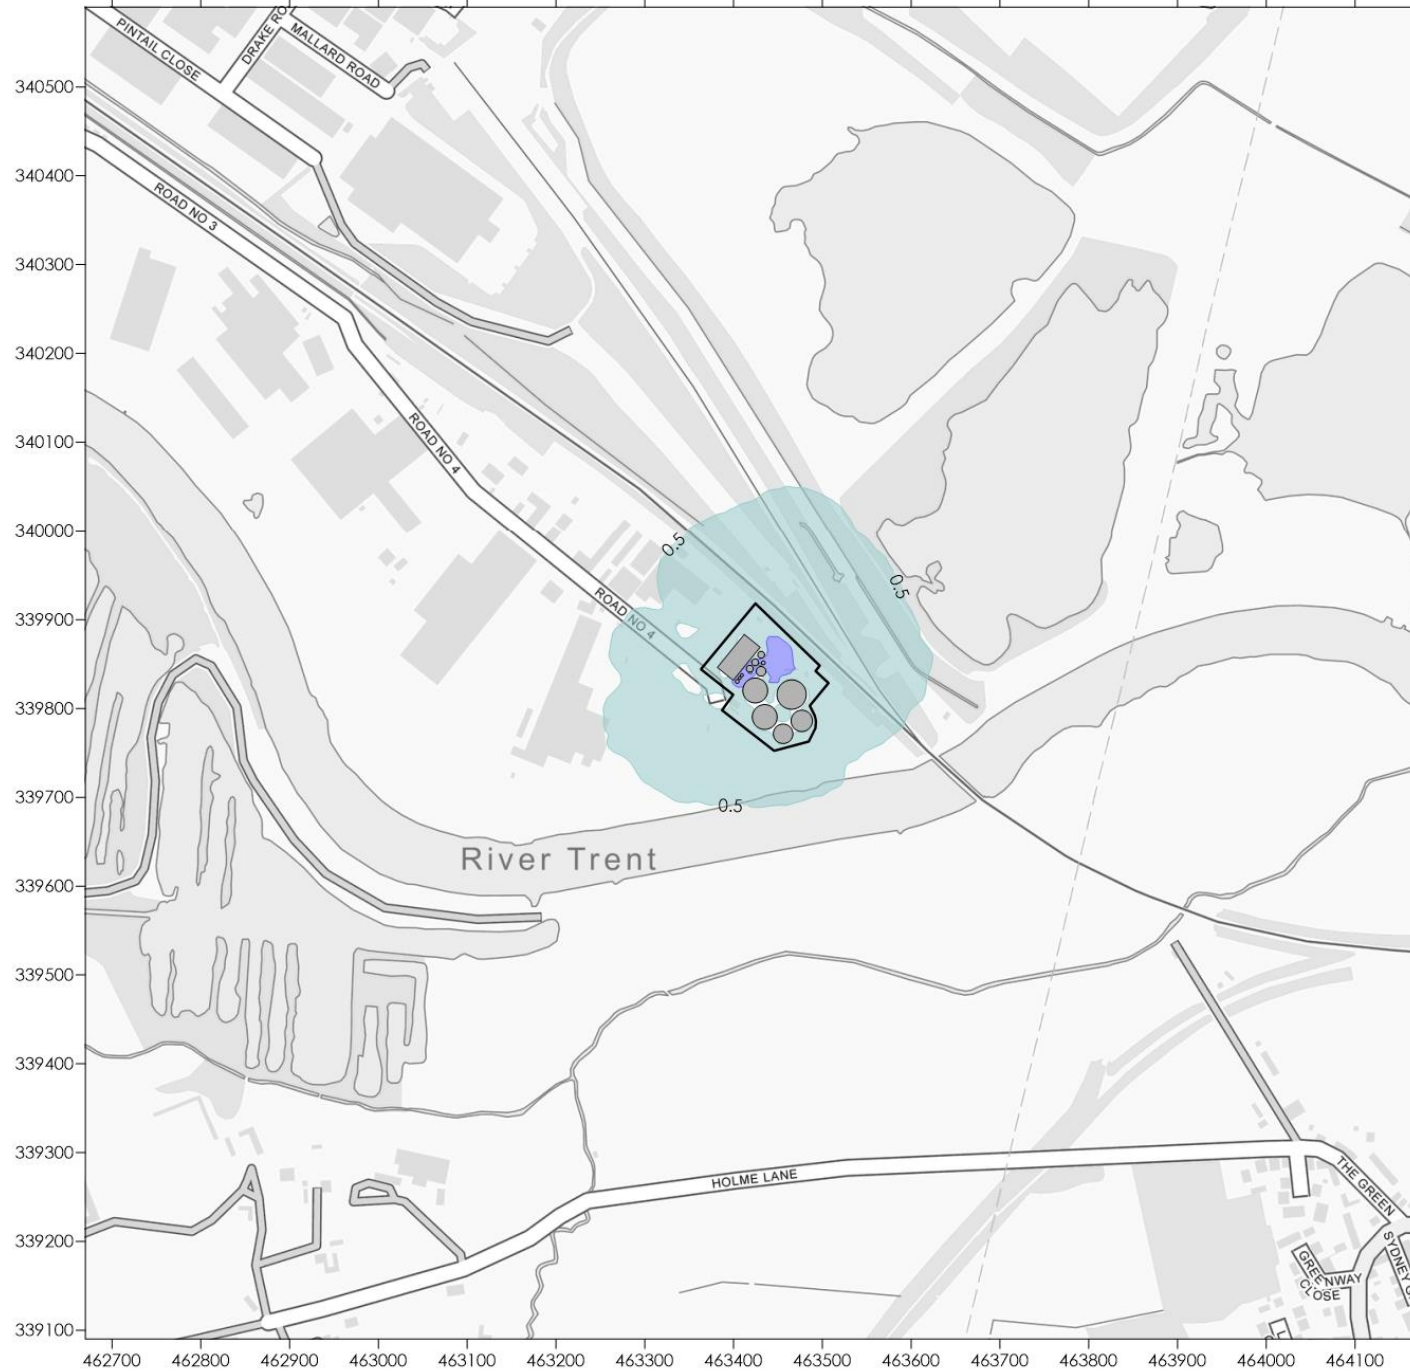 PINTAIL CLOSE
DRAKE RO
MALLARD ROAD
340500
340400
ROAD NO 3
340300
340200
340100
ROAD NO 4
340000
0.5
0.5
339900
ROAD NO 4
339800
339700
0.5
River Trent
339600
339500
339400
339300
HOLME LANE
THE GREEN
339200
SYDNEY G
GREENWAY
CLOSE
339100
462700 462800 462900 463000 463100 463200 463300 463400 463500 463600 463700 463800 463900 464000 464100